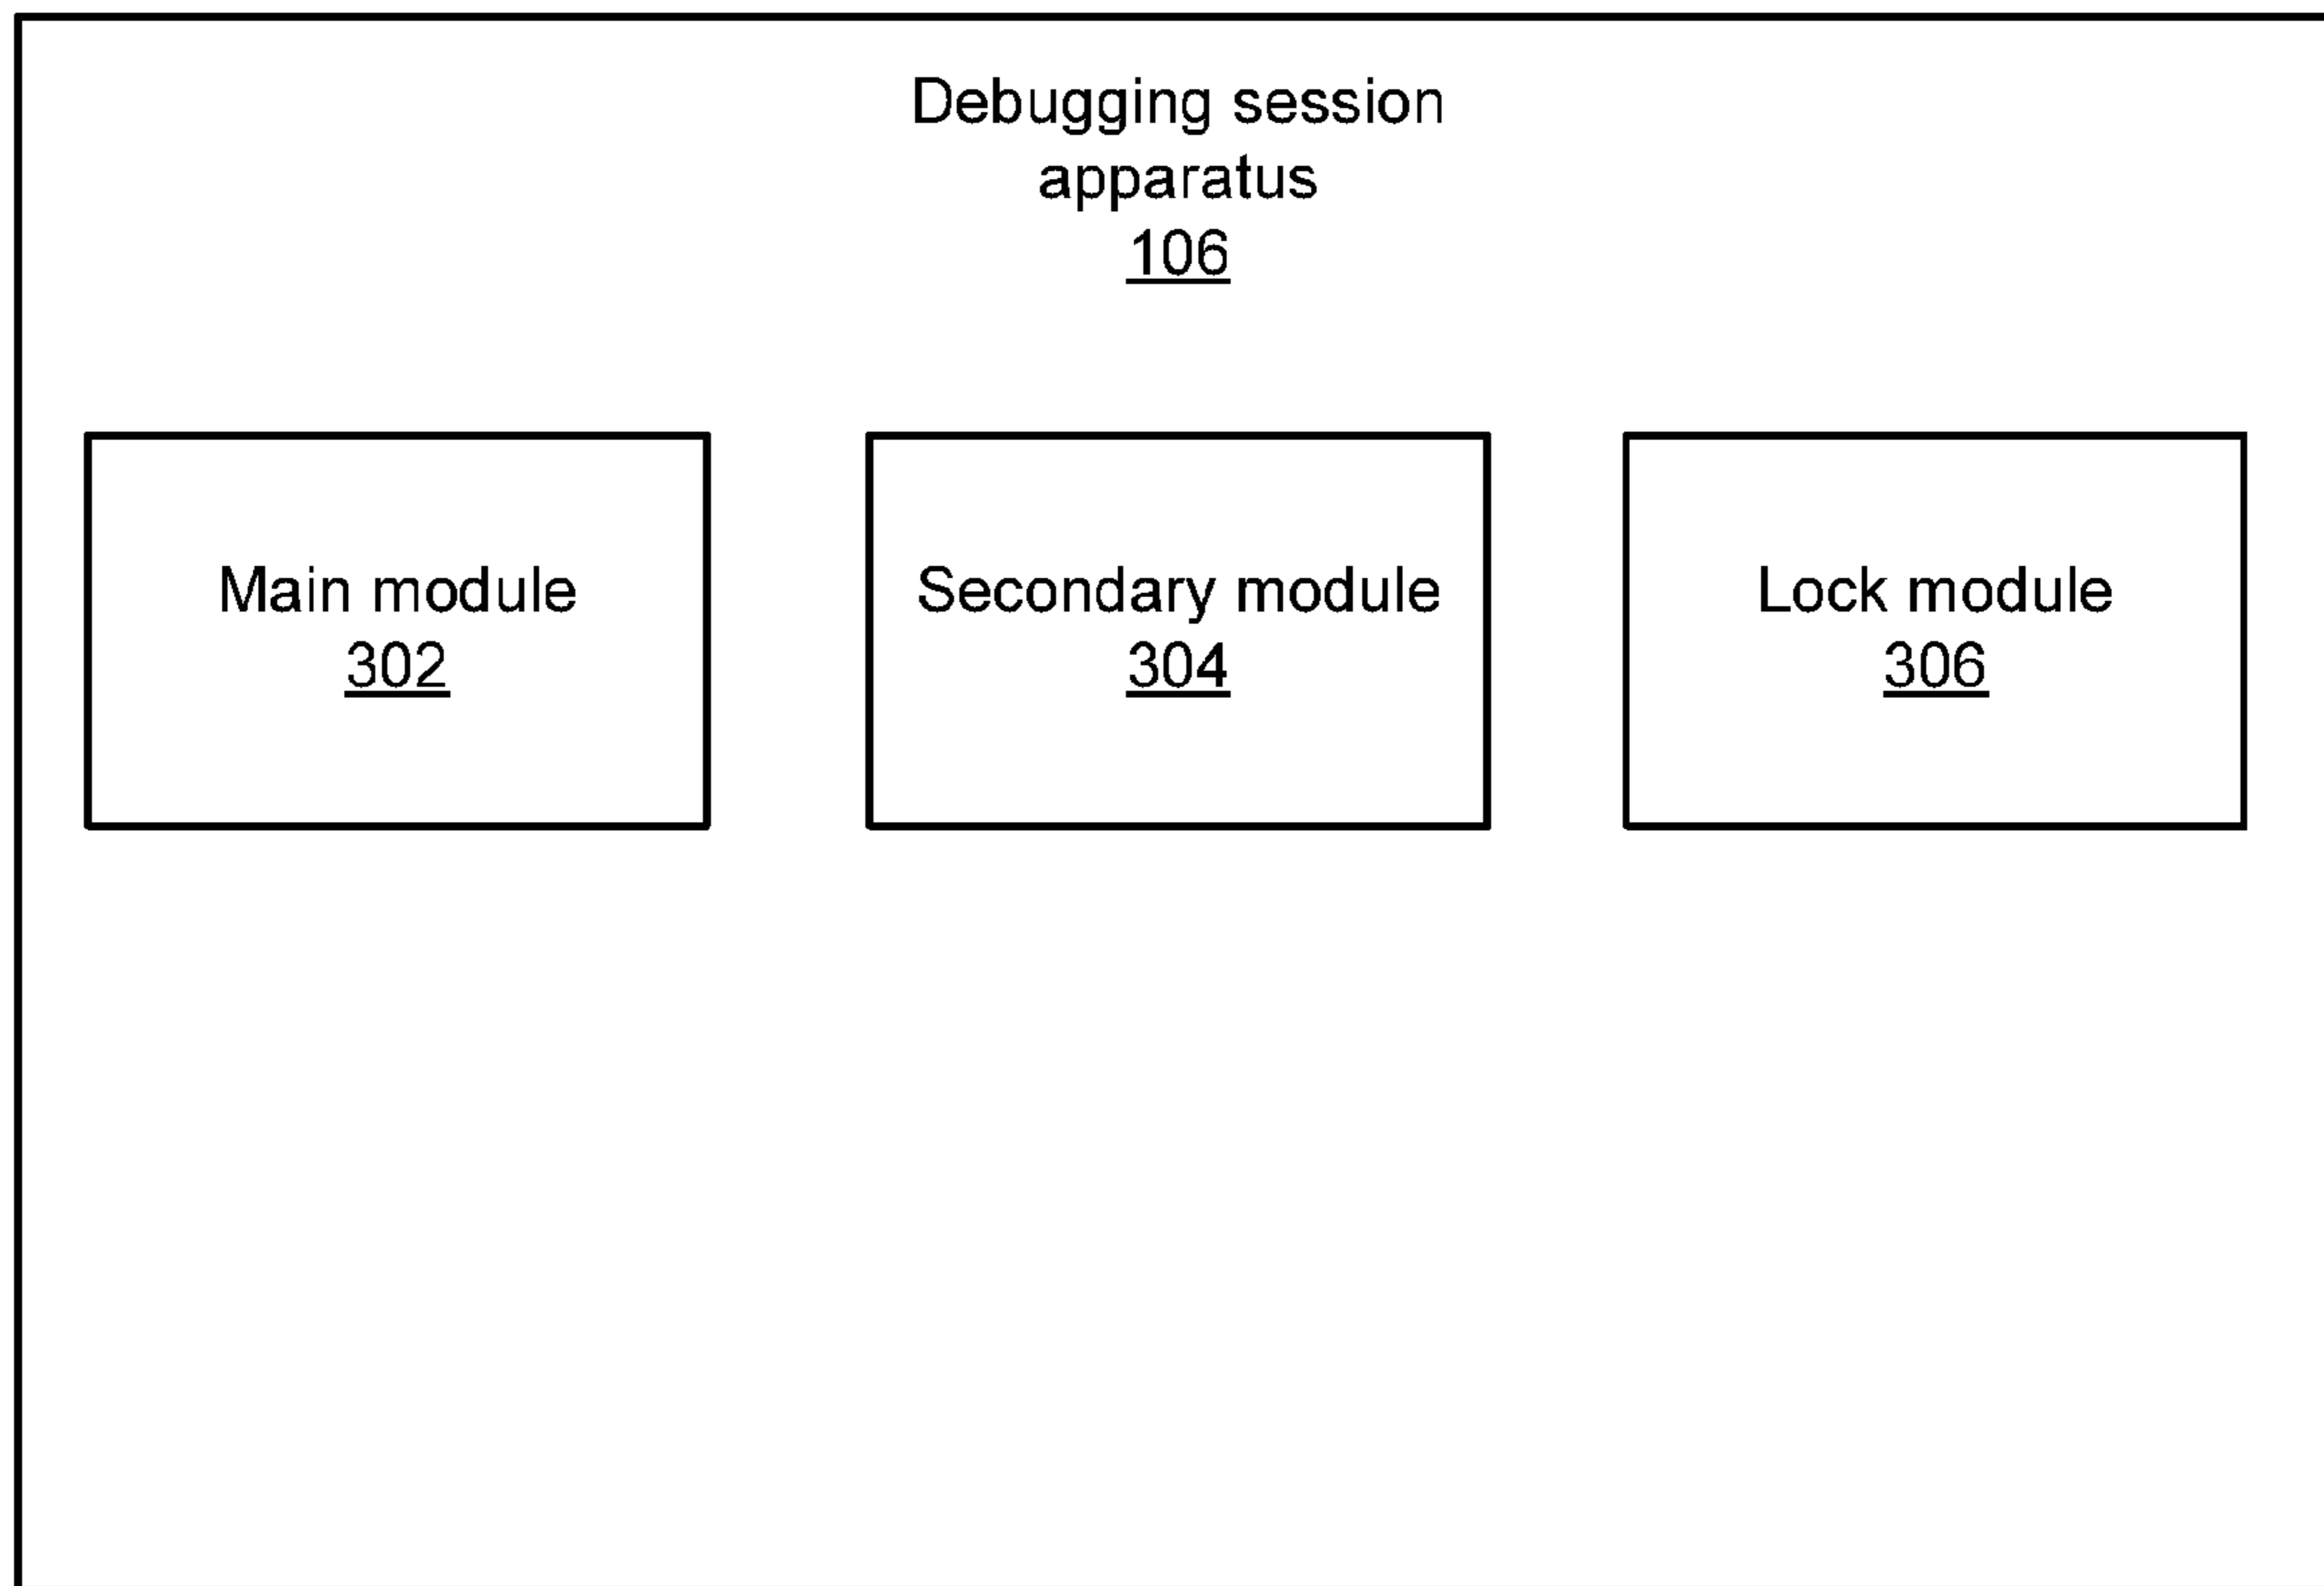 Debugging session
apparatus
106
Main module
302
Secondary module
304
Lock module
306